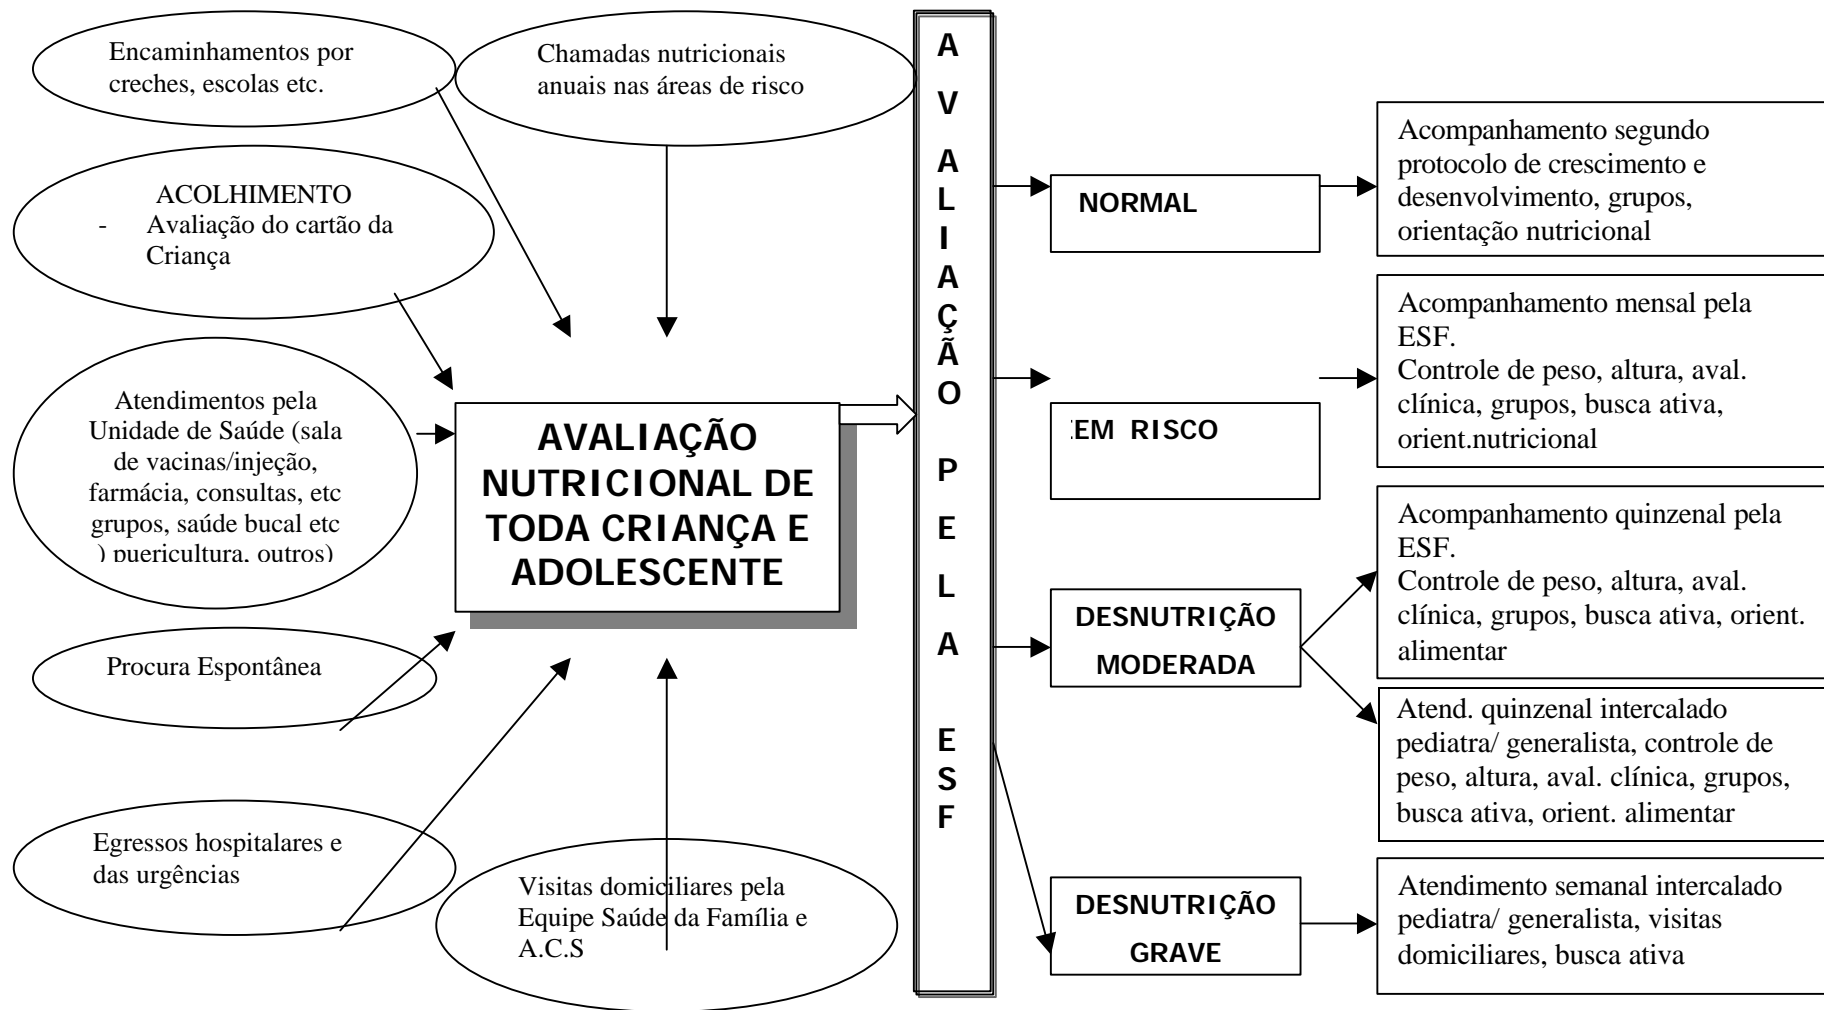 Encaminhamentos por
creches, escolas etc.
Chamadas nutricionais
anuais nas áreas de risco
ACOLHIMENTO
- Avaliação do cartão da
Criança
Atendimentos pela
Unidade de Saúde (sala
de vacinas/injeção,
farmácia, consultas, etc
grupos, saúde bucal etc
) puericultura, outros)
Procura Espontânea
Egressos hospitalares e
das urgências
Visitas domiciliares pela
Equipe Saúde da Família e
A.C.S
AVALIAÇÃO
NUTRICIONAL DE
TODA CRIANÇA E
ADOLESCENTE
A
V
A
L
I
A
Ç
Ã
O
P
E
L
A
E
S
F
NORMAL
EM RISCO
DESNUTRIÇÃO
MODERADA
DESNUTRIÇÃO
GRAVE
Acompanhamento segundo
protocolo de crescimento e
desenvolvimento, grupos,
orientação nutricional
Acompanhamento mensal pela
ESF.
Controle de peso, altura, aval.
clínica, grupos, busca ativa,
orient.nutricional
Acompanhamento quinzenal pela
ESF.
Controle de peso, altura, aval.
clínica, grupos, busca ativa, orient.
alimentar
Atend. quinzenal intercalado
pediatra/ generalista, controle de
peso, altura, aval. clínica, grupos,
busca ativa, orient. alimentar
Atendimento semanal intercalado
pediatra/ generalista, visitas
domiciliares, busca ativa